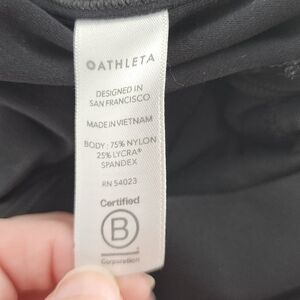 ATHLETA
DESIGNED IN
SAN FRANCISCO
MADE IN VIETNAM
BODY: 75% NYLON
25% LYCRA®
SPANDEX
RN 54023
Certified
B
Corporation